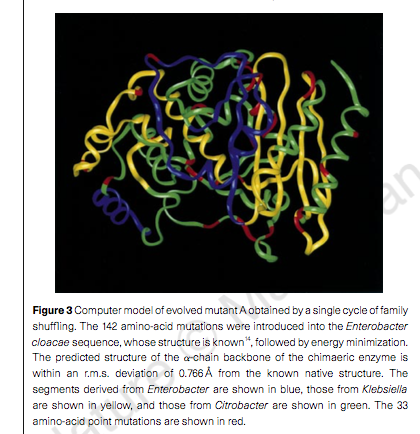 Figure 3 Computer model of evolved mutant A obtained by a single cycle of family
shuffling. The 142 amino-acid mutations were introduced into the Enterobacter
cloacae sequence, whose structure is known¹⁴, followed by energy minimization.
The predicted structure of the α-chain backbone of the chimaeric enzyme is
within an r.m.s. deviation of 0.766 Å from the known native structure. The
segments derived from Enterobacter are shown in blue, those from Klebsiella
are shown in yellow, and those from Citrobacter are shown in green. The 33
amino-acid point mutations are shown in red.